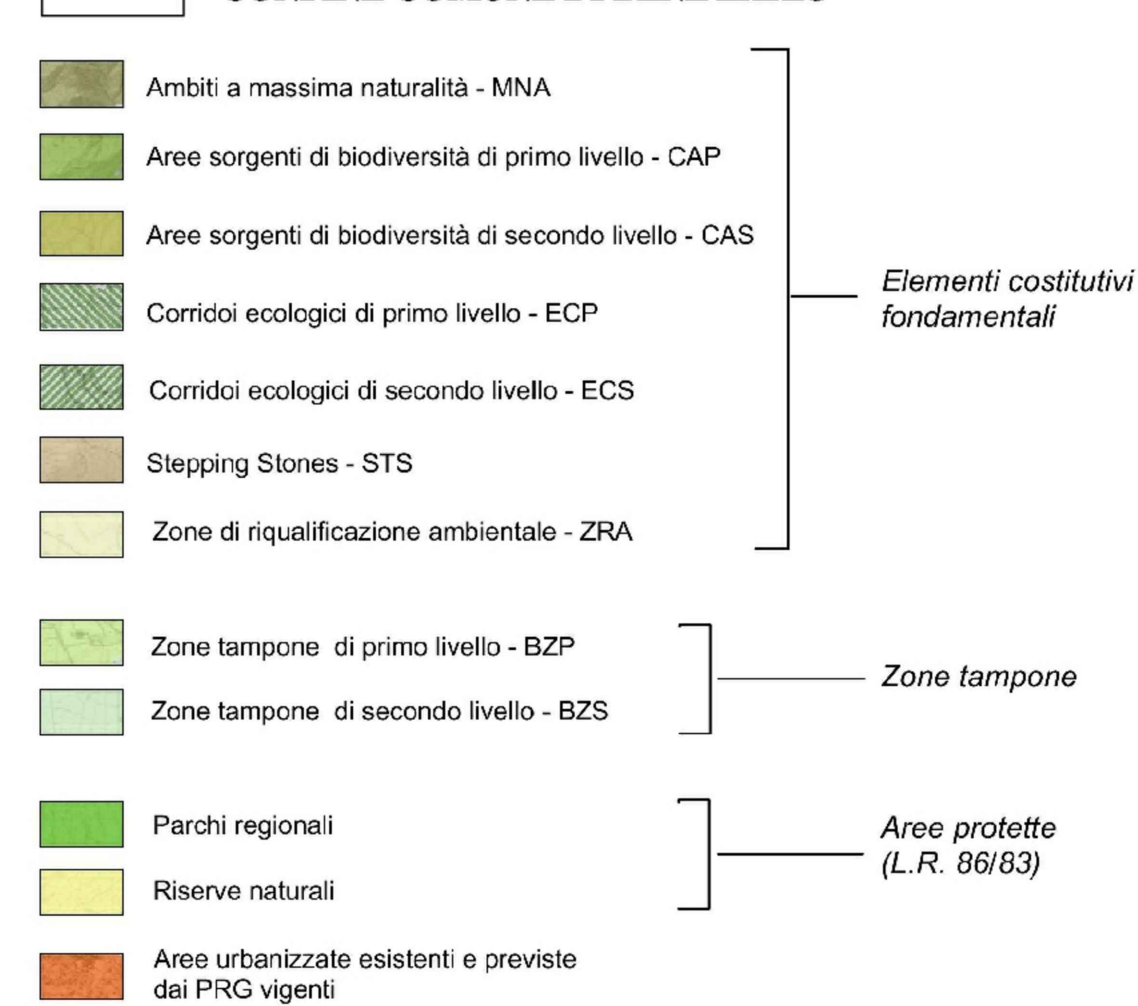 Ambiti a massima naturalità - MNA
Aree sorgenti di biodiversità di primo livello - CAP
Aree sorgenti di biodiversità di secondo livello - CAS
Corridoi ecologici di primo livello - ECP
Corridoi ecologici di secondo livello - ECS
Stepping Stones - STS
Zone di riqualificazione ambientale - ZRA
Elementi costitutivi
fondamentali
Zone tampone di primo livello - BZP
Zone tampone di secondo livello - BZS
Zone tampone
Parchi regionali
Riserve naturali
Aree protette
(L.R. 86/83)
Aree urbanizzate esistenti e previste
dai PRG vigenti